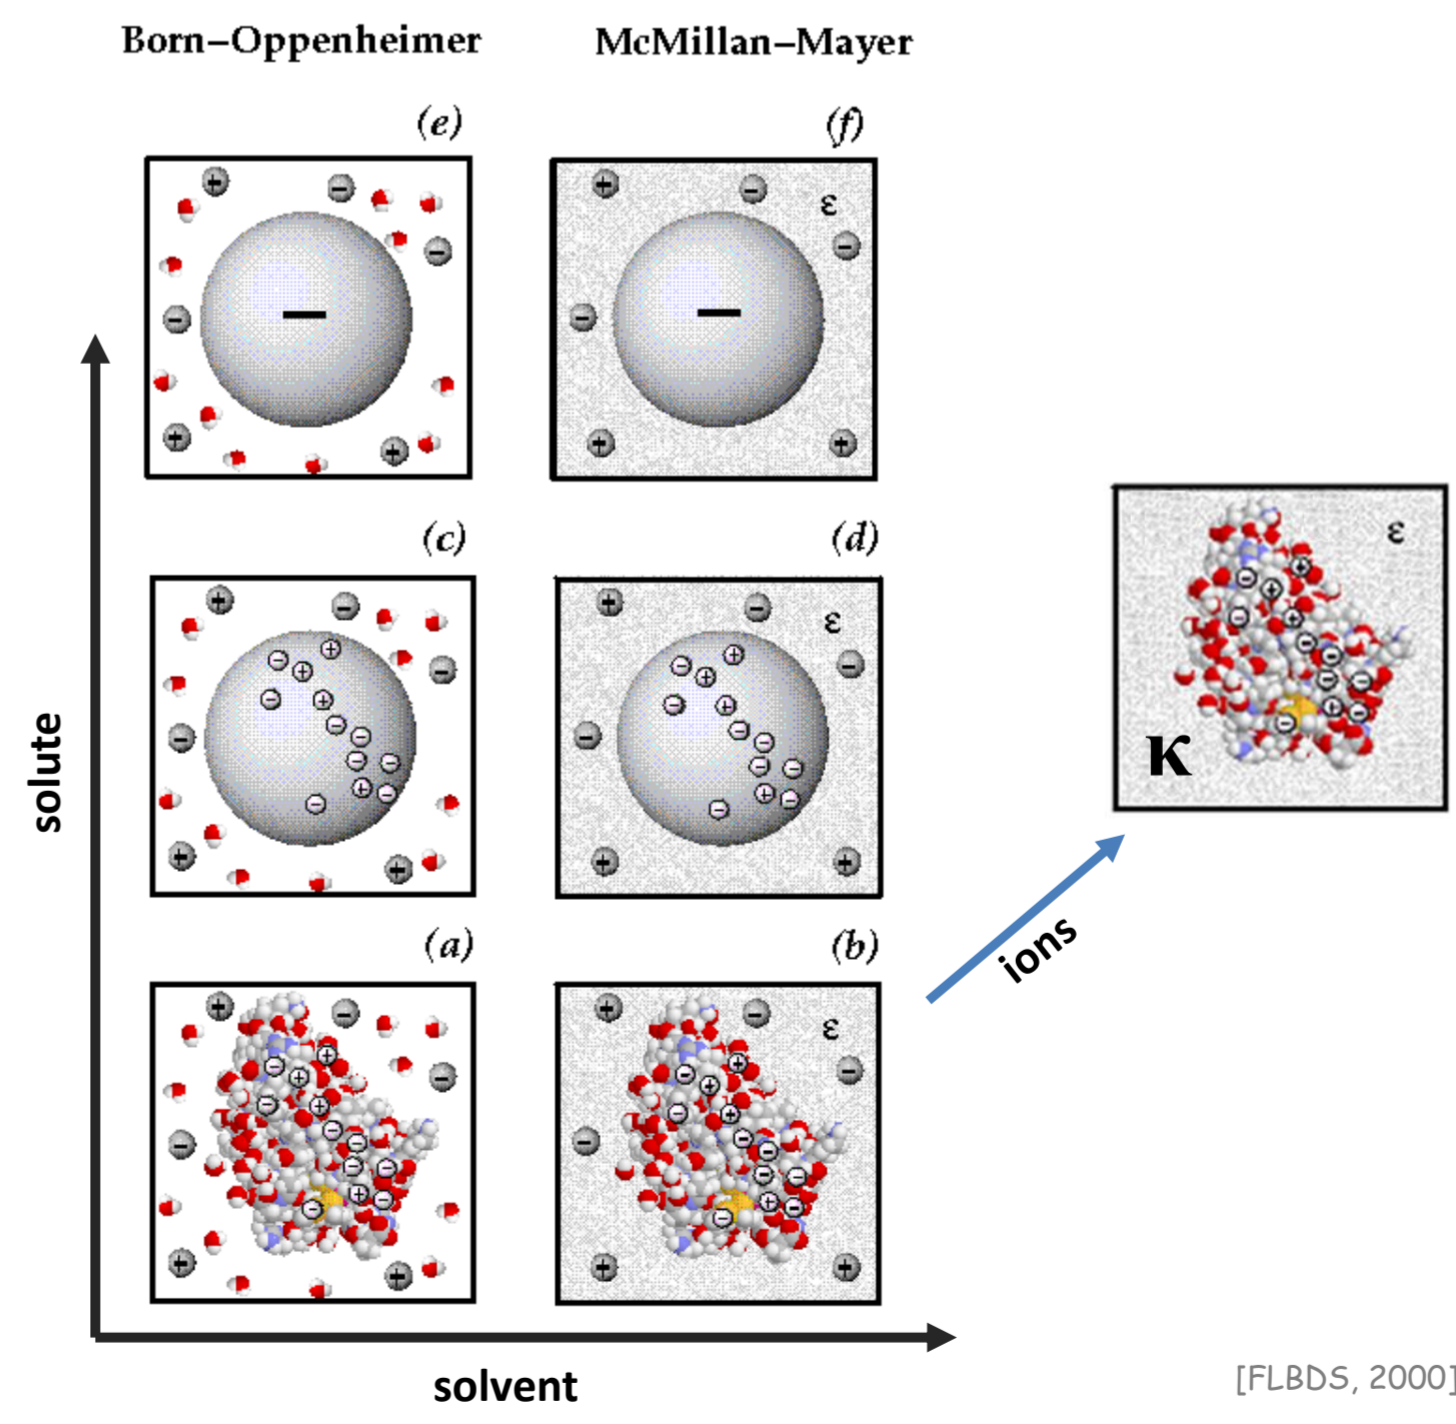 Born–Oppenheimer
McMillan–Mayer
(e)
(f)
ε
(c)
(d)
ε
ε
κ
solute
ions
(a)
(b)
ε
solvent
[FLBDS, 2000]